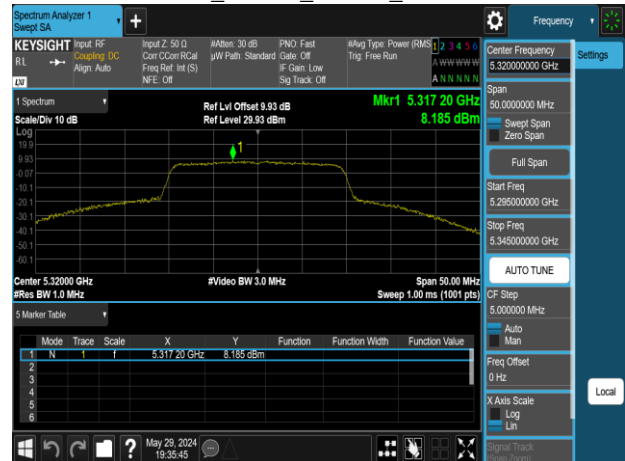 Spectrum Analyzer 1
Swept SA
+
Frequency
KEYSIGHT
RL
Input: RF
Coupling: DC
Align: Auto
Input Z: 50 Ω
Corr CCorr RCal
Freq Ref: Int (S)
NFE: Off
#Atten: 30 dB
µW Path: Standard
PNO: Fast
Gate: Off
IF Gain: Low
Sig Track: Off
#Avg Type: Power (RMS
Trig: Free Run
1 2 3 4 5 6
A W W W W W
A N N N N N
LXI
1 Spectrum
Scale/Div 10 dB
Ref Lvl Offset 9.93 dB
Ref Level 29.93 dBm
Mkr1 5.317 20 GHz
8.185 dBm
Log
1
19.9
9.93
-0.07
-10.1
-20.1
-30.1
-40.1
-50.1
-60.1
Center 5.32000 GHz
#Res BW 1.0 MHz
#Video BW 3.0 MHz
Span 50.00 MHz
Sweep 1.00 ms (1001 pts)
5 Marker Table
Mode Trace Scale X Y Function Function Width Function Value
1 N 1 f 5.317 20 GHz 8.185 dBm
2
3
4
5
6
?
May 29, 2024
19:35:45
Center Frequency
5.320000000 GHz
Settings
Span
50.0000000 MHz
Swept Span
Zero Span
Full Span
Start Freq
5.295000000 GHz
Stop Freq
5.345000000 GHz
AUTO TUNE
CF Step
5.000000 MHz
Auto
Man
Freq Offset
0 Hz
X Axis Scale
Log
Lin
Local
Signal Track
(Span Zoom)